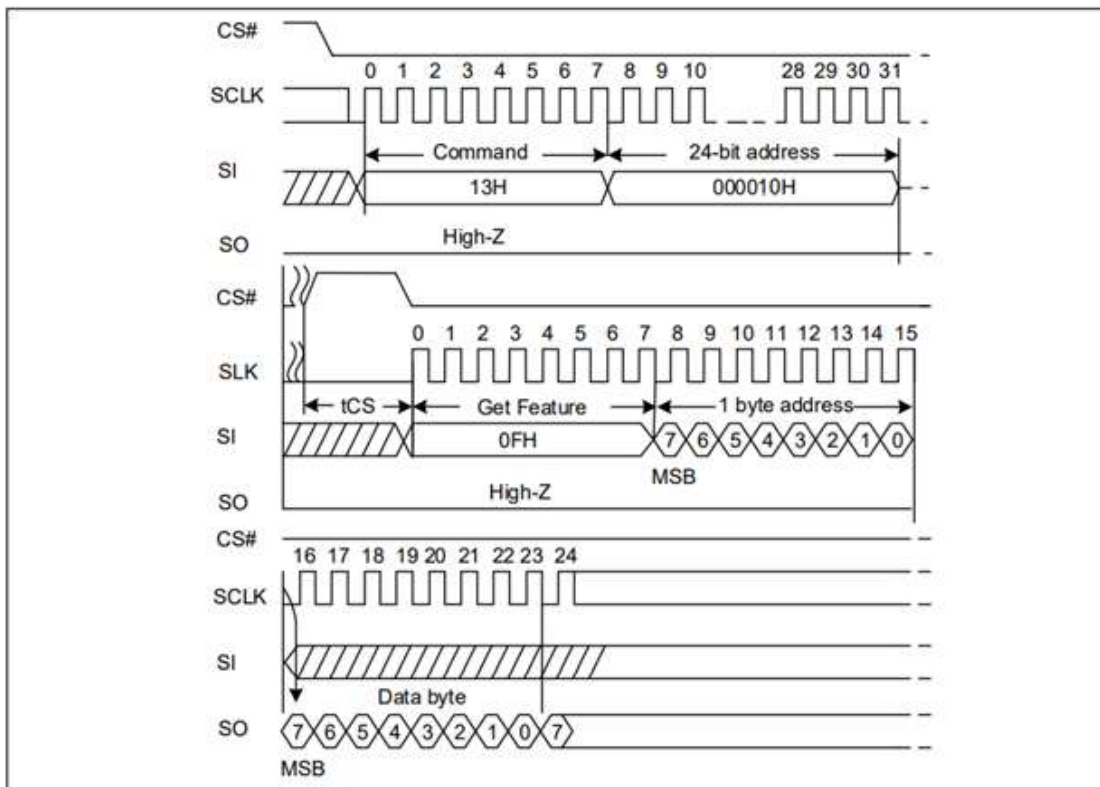 CS#
0 1 2 3 4 5 6 7 8 9 10 28 29 30 31
SCLK
Command 24-bit address
SI
13H 000010H
High-Z
SO
CS#
0 1 2 3 4 5 6 7 8 9 10 11 12 13 14 15
SLK
tCS Get Feature 1 byte address
SI
0FH 7 6 5 4 3 2 1 0
MSB
High-Z
SO
CS#
16 17 18 19 20 21 22 23 24
SCLK
SI
Data byte
SO 7 6 5 4 3 2 1 0 7
MSB